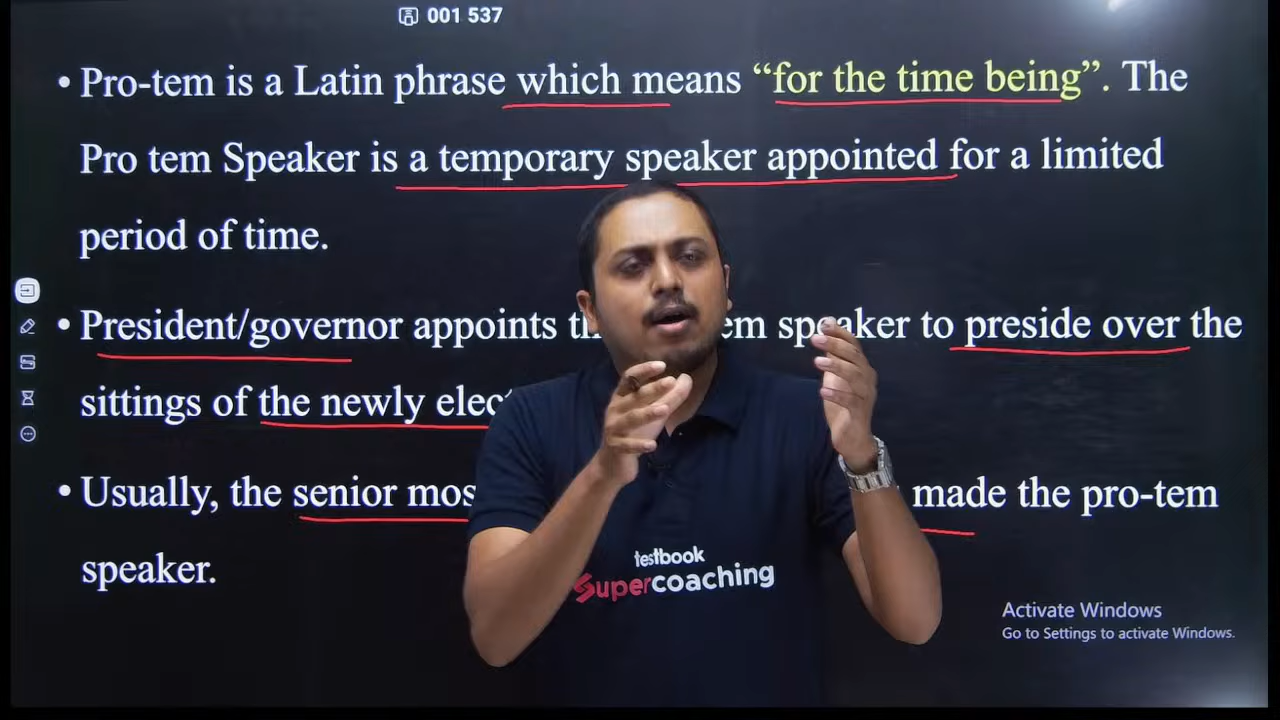 001 537
• Pro-tem is a Latin phrase which means “for the time being”. The
Pro tem Speaker is a temporary speaker appointed for a limited
period of time.
• President/governor appoints em speaker to preside over the
sittings of the newly elect
• Usually, the senior mos made the pro-tem
speaker.
testbook
Supercoaching
Activate Windows
Go to Settings to activate Windows.